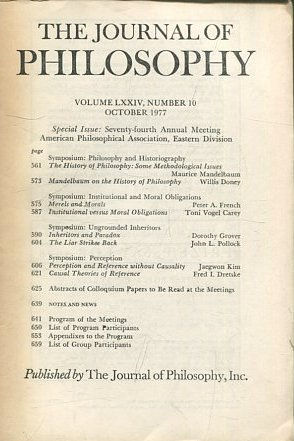 THE JOURNAL OF
PHILOSOPHY
VOLUME LXXIV, NUMBER 10
OCTOBER 1977
Special Issue: Seventy-fourth Annual Meeting
American Philosophical Association, Eastern Division
page
Symposium: Philosophy and Historiography
561 The History of Philosophy: Some Methodological Issues
Maurice Mandelbaum
573 Mandelbaum on the History of Philosophy Willis Doney
Symposium: Institutional and Moral Obligations
575 Merels and Morals Peter A. French
587 Institutional versus Moral Obligations Toni Vogel Carey
Symposium: Ungrounded Inheritors
590 Inheritors and Paradox Dorothy Grover
604 The Liar Strikes Back John L. Pollock
Symposium: Perception
606 Perception and Reference without Causality Jaegwon Kim
621 Causal Theories of Reference Fred I. Dretske
625 Abstracts of Colloquium Papers to Be Read at the Meetings
639 NOTES AND NEWS
641 Program of the Meetings
650 List of Program Participants
653 Appendixes to the Program
659 List of Group Participants
Published by The Journal of Philosophy, Inc.